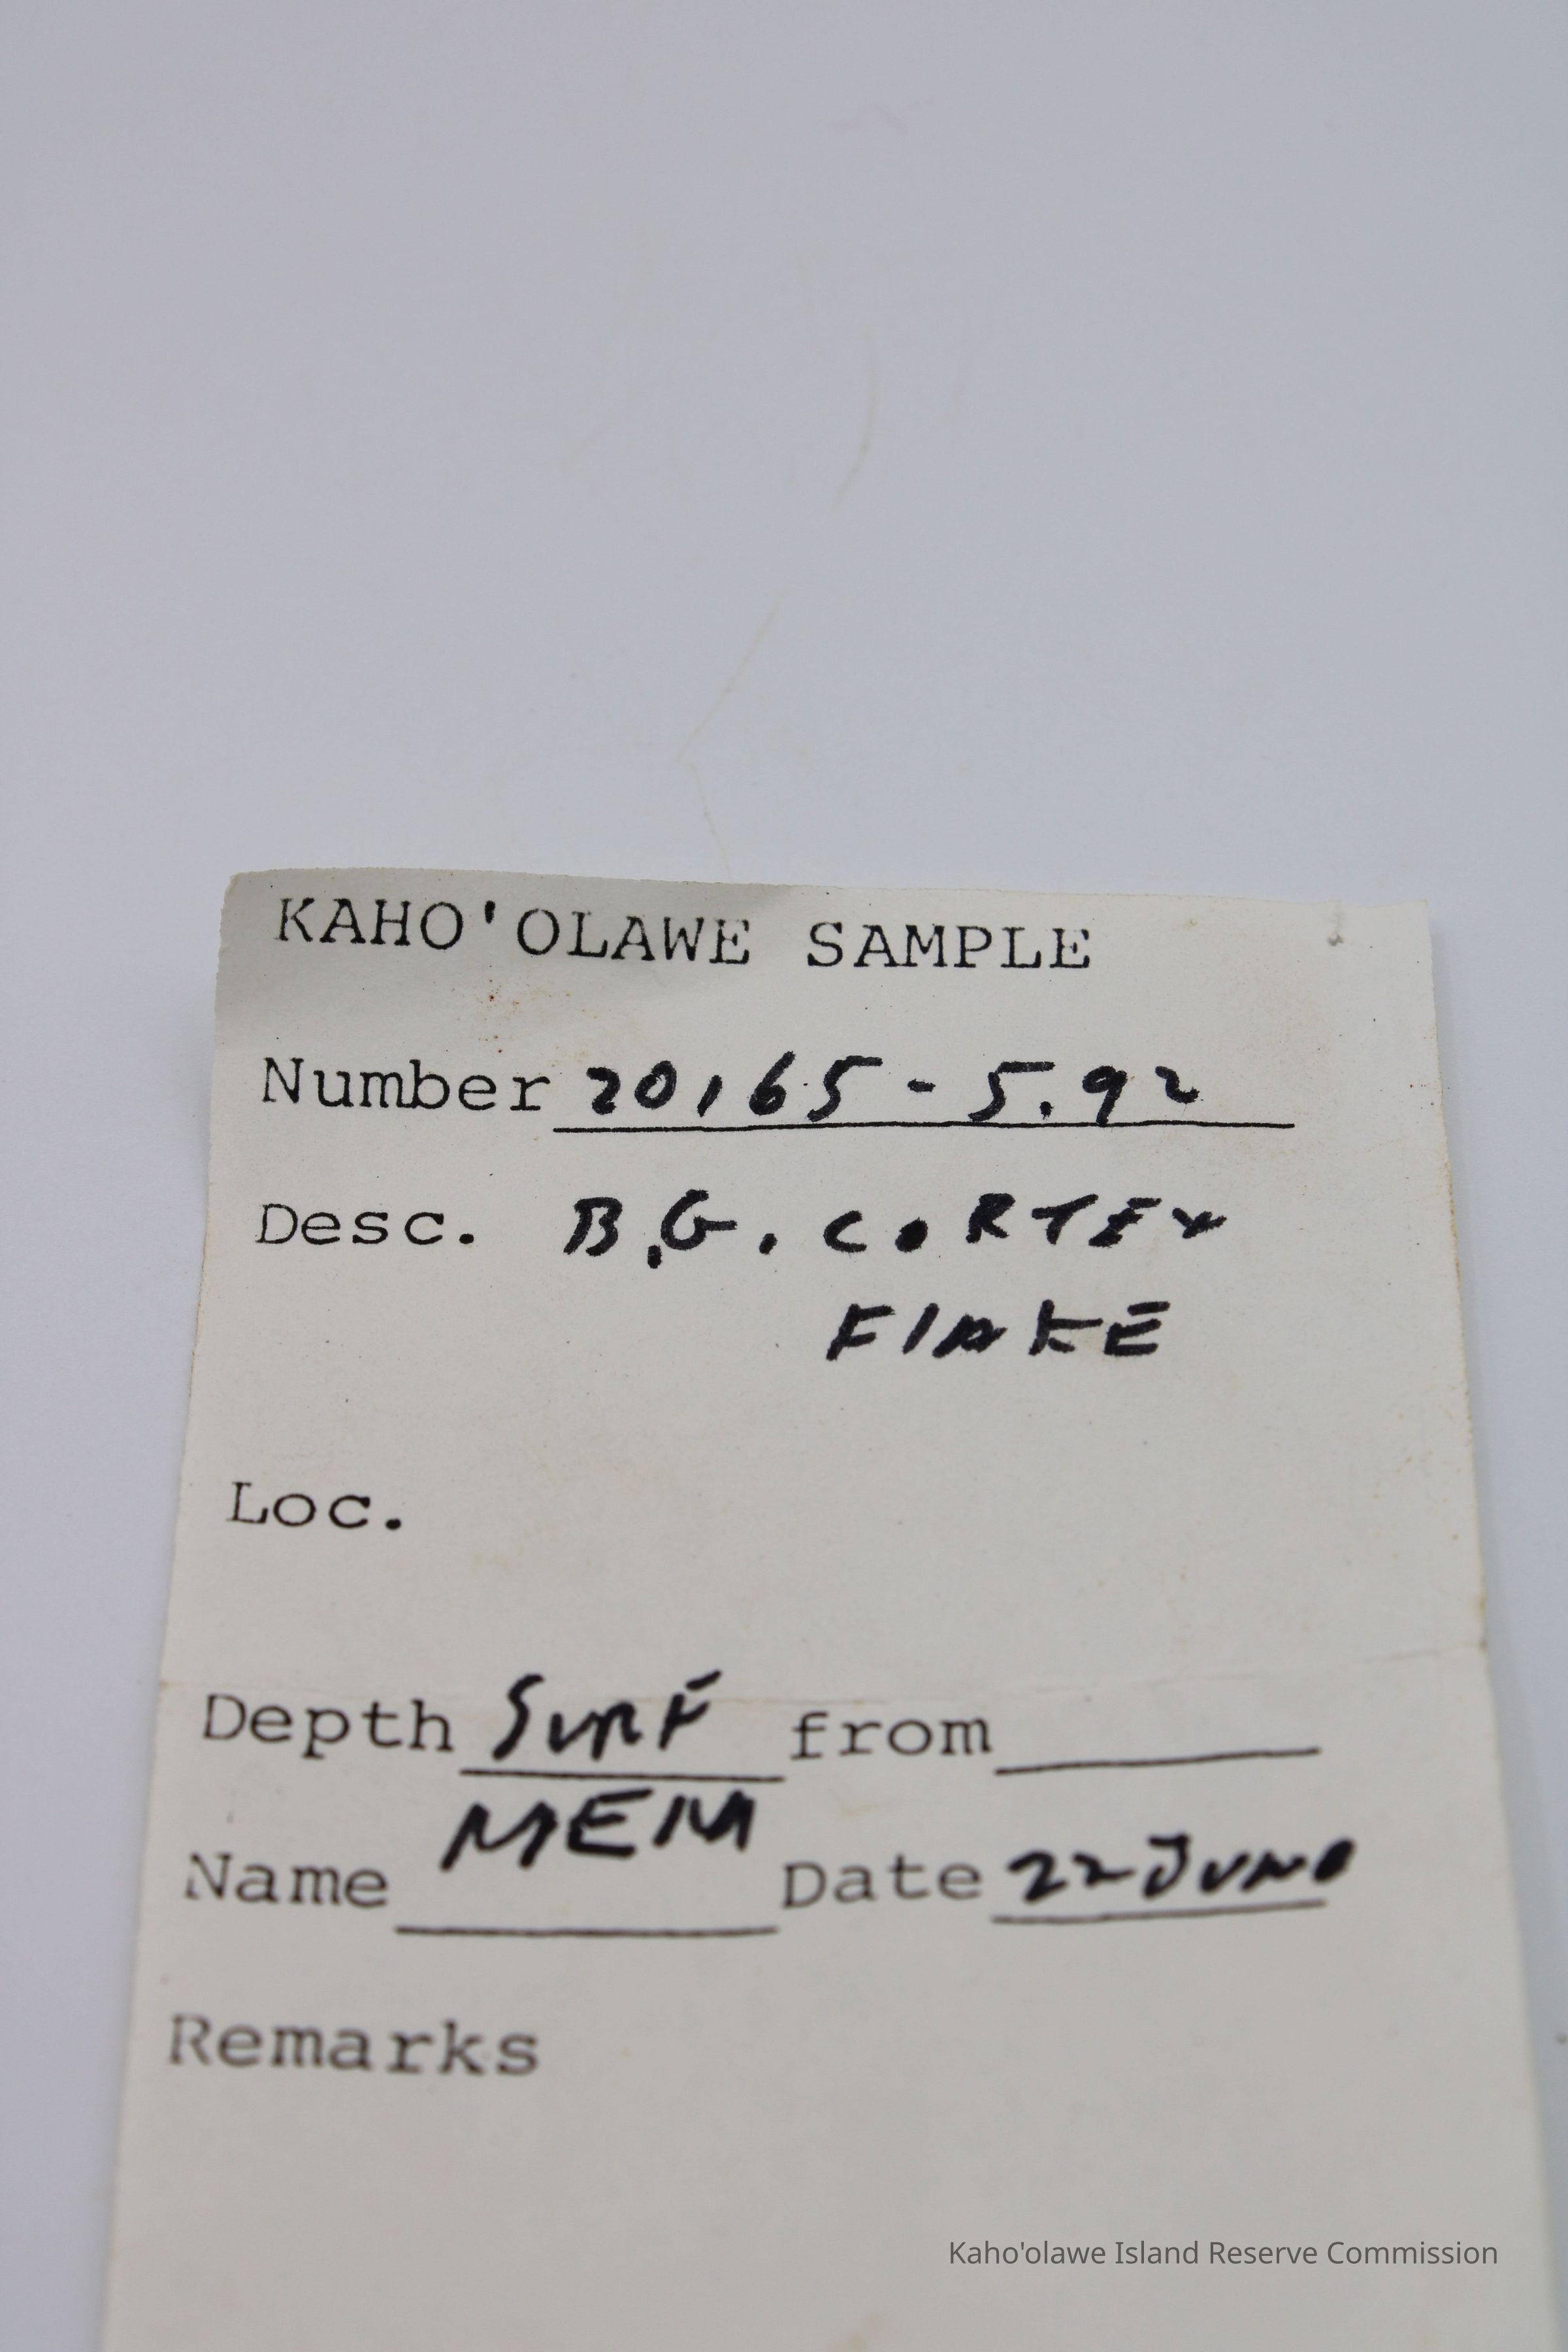 KAHO'OLAWE SAMPLE
Number 20165-5.92
Desc. B.G. CORTEX
FLAKE
Loc.
Depth SURF from
Name MEM Date 22 JUN0
Remarks
Kaho'olawe Island Reserve Commission